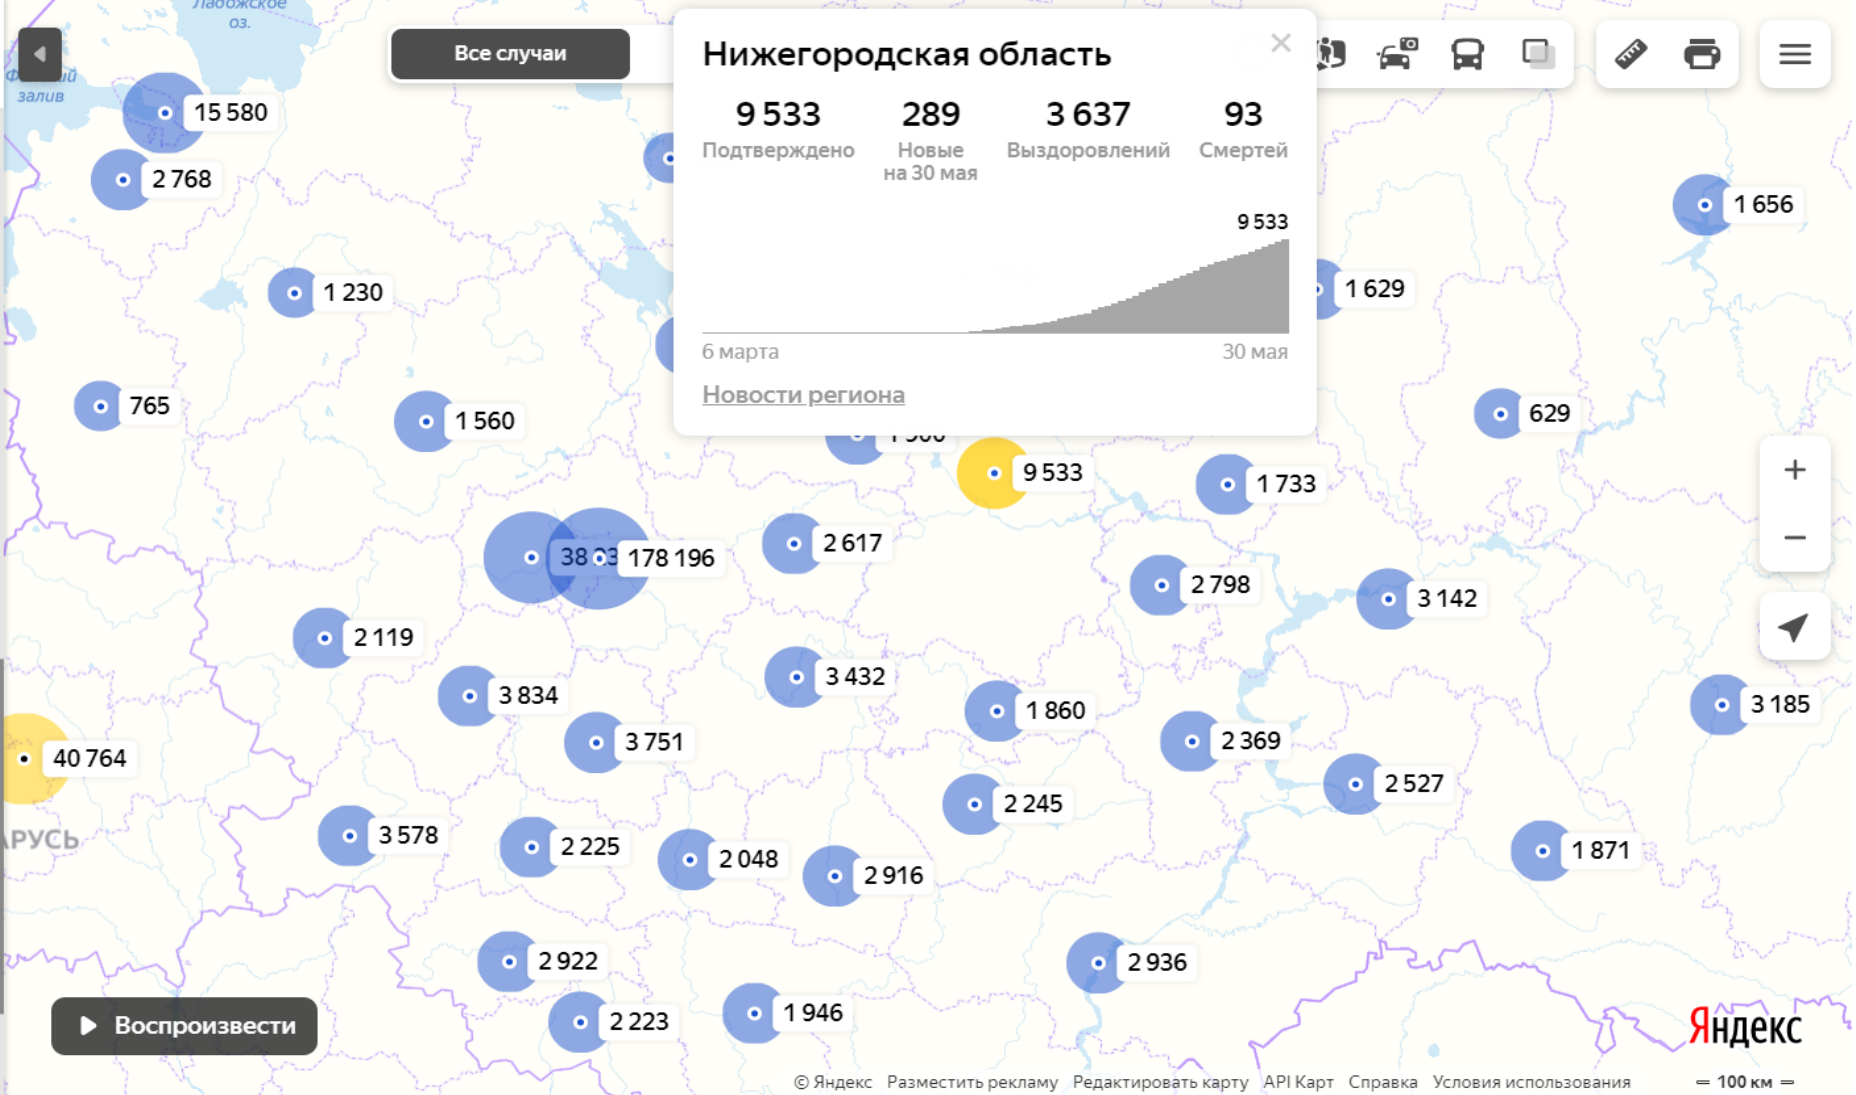 Ладожское
оз.
залив
Все случаи
Нижегородская область
9 533
Подтверждено
289
Новые
на 30 мая
3 637
Выздоровлений
93
Смертей
9 533
6 марта
30 мая
Новости региона
15 580
2 768
1 656
1 230
1 629
765
1 560
629
9 533
1 733
178 196
2 617
2 798
3 142
2 119
3 432
3 834
1 860
3 185
3 751
2 369
40 764
2 527
2 245
АРУСЬ
3 578
2 225
2 048
2 916
1 871
2 922
2 936
2 223
1 946
Воспроизвести
Яндекс
© Яндекс Разместить рекламу Редактировать карту API Карт Справка Условия использования 100 км